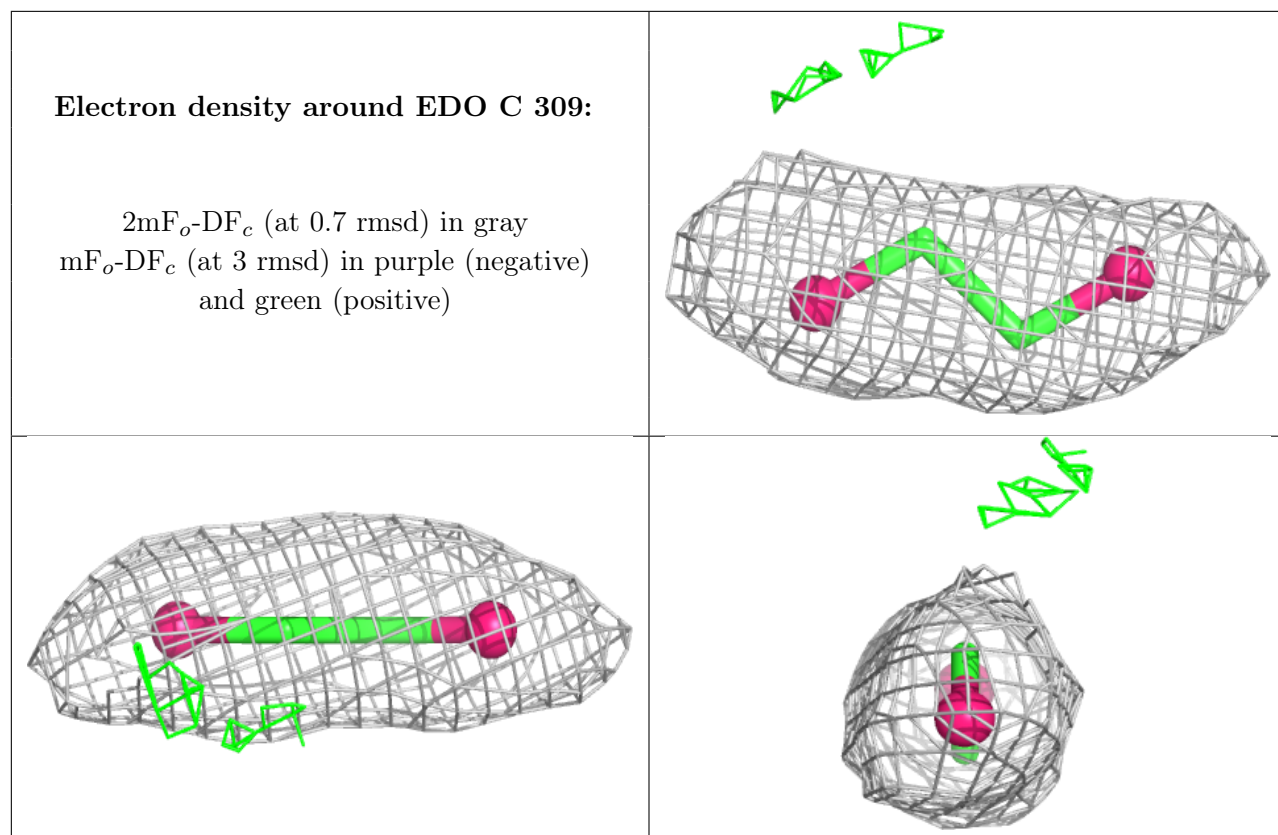 Electron density around EDO C 309:
2mFo-DFc (at 0.7 rmsd) in gray
mFo-DFc (at 3 rmsd) in purple (negative)
and green (positive)